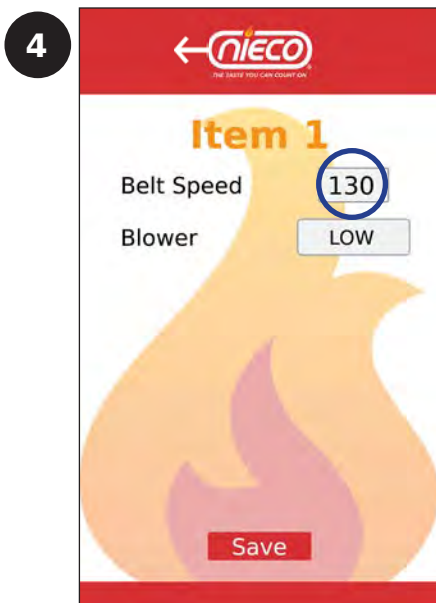 4
nieco
THE TASTE YOU CAN COUNT ON
Item 1
Belt Speed 130
Blower LOW
Save